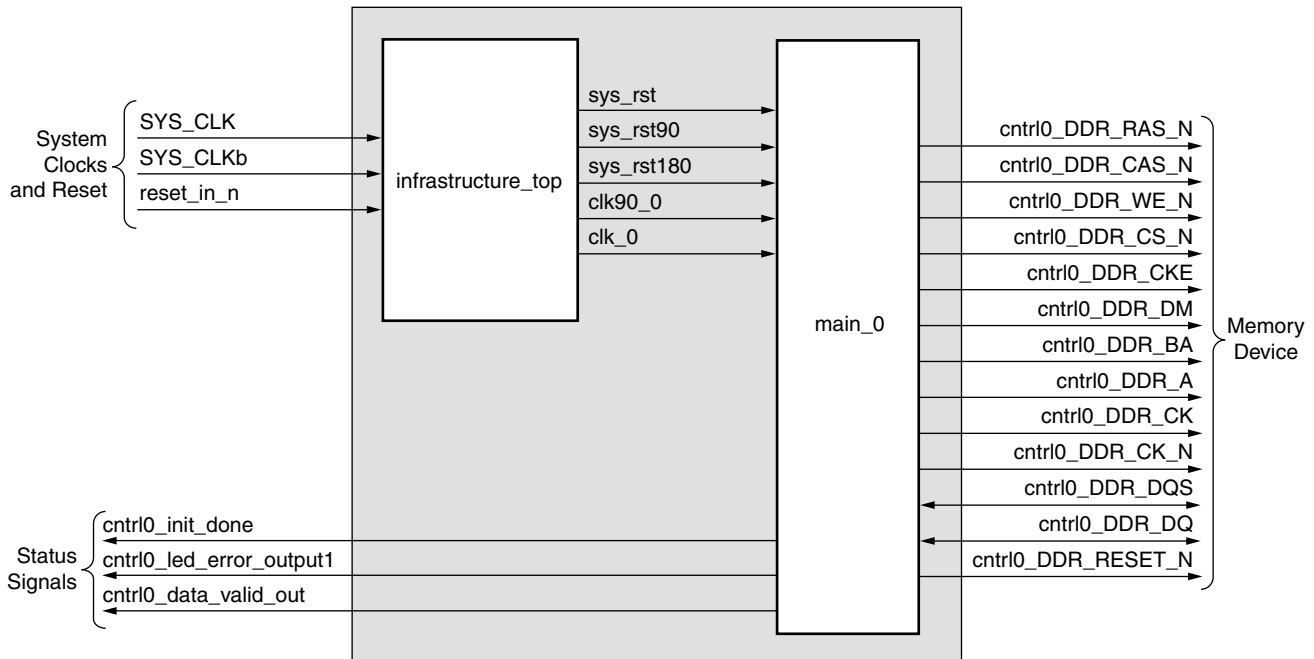 System
Clocks
and Reset
SYS_CLK
SYS_CLKb
reset_in_n
infrastructure_top
sys_rst
sys_rst90
sys_rst180
clk90_0
clk_0
main_0
cntrl0_DDR_RAS_N
cntrl0_DDR_CAS_N
cntrl0_DDR_WE_N
cntrl0_DDR_CS_N
cntrl0_DDR_CKE
cntrl0_DDR_DM
cntrl0_DDR_BA
cntrl0_DDR_A
cntrl0_DDR_CK
cntrl0_DDR_CK_N
cntrl0_DDR_DQS
cntrl0_DDR_DQ
cntrl0_DDR_RESET_N
Memory
Device
Status
Signals
cntrl0_init_done
cntrl0_led_error_output1
cntrl0_data_valid_out